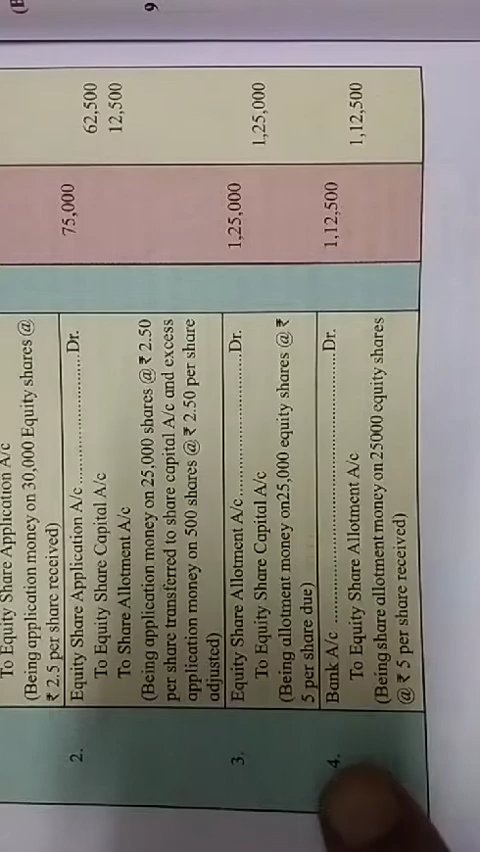 (B
9
To Equity Share Application A/c
(Being application money on 30,000 Equity shares @
₹ 2.5 per share received)
2. Equity Share Application A/c ........................Dr. 75,000
To Equity Share Capital A/c 62,500
To Share Allotment A/c 12,500
(Being application money on 25,000 shares @ ₹ 2.50
per share transferred to share capital A/c and excess
application money on 500 shares @ ₹ 2.50 per share
adjusted)
3. Equity Share Allotment A/c............................Dr. 1,25,000
To Equity Share Capital A/c 1,25,000
(Being allotment money on25,000 equity shares @ ₹
5 per share due)
4. Bank A/c .....................................................Dr. 1,12,500
To Equity Share Allotment A/c 1,12,500
(Being share allotment money on 25000 equity shares
@ ₹ 5 per share received)